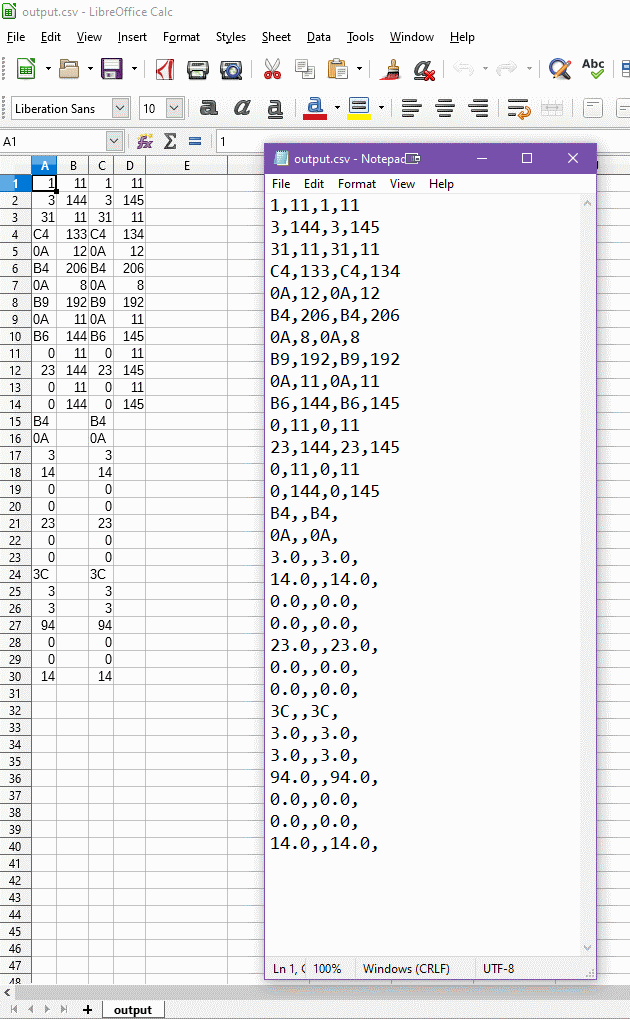 output.csv - LibreOffice Calc
File Edit View Insert Format Styles Sheet Data Tools Window Help
Abc
Liberation Sans 10 a a a a
A1 fx Σ = 1
A B C D E
1 1 11 1 11
2 3 144 3 145
3 31 11 31 11
4 C4 133 C4 134
5 0A 12 0A 12
6 B4 206 B4 206
7 0A 8 0A 8
8 B9 192 B9 192
9 0A 11 0A 11
10 B6 144 B6 145
11 0 11 0 11
12 23 144 23 145
13 0 11 0 11
14 0 144 0 145
15 B4 B4
16 0A 0A
17 3 3
18 14 14
19 0 0
20 0 0
21 23 23
22 0 0
23 0 0
24 3C 3C
25 3 3
26 3 3
27 94 94
28 0 0
29 0 0
30 14 14
31
32
33
34
35
36
37
38
39
40
41
42
43
44
45
46
47
48
output
output.csv - Notepad
File Edit Format View Help
1,11,1,11
3,144,3,145
31,11,31,11
C4,133,C4,134
0A,12,0A,12
B4,206,B4,206
0A,8,0A,8
B9,192,B9,192
0A,11,0A,11
B6,144,B6,145
0,11,0,11
23,144,23,145
0,11,0,11
0,144,0,145
B4,,B4,
0A,,0A,
3.0,,3.0,
14.0,,14.0,
0.0,,0.0,
0.0,,0.0,
23.0,,23.0,
0.0,,0.0,
0.0,,0.0,
3C,,3C,
3.0,,3.0,
3.0,,3.0,
94.0,,94.0,
0.0,,0.0,
0.0,,0.0,
14.0,,14.0,
Ln 1, 100% Windows (CRLF) UTF-8